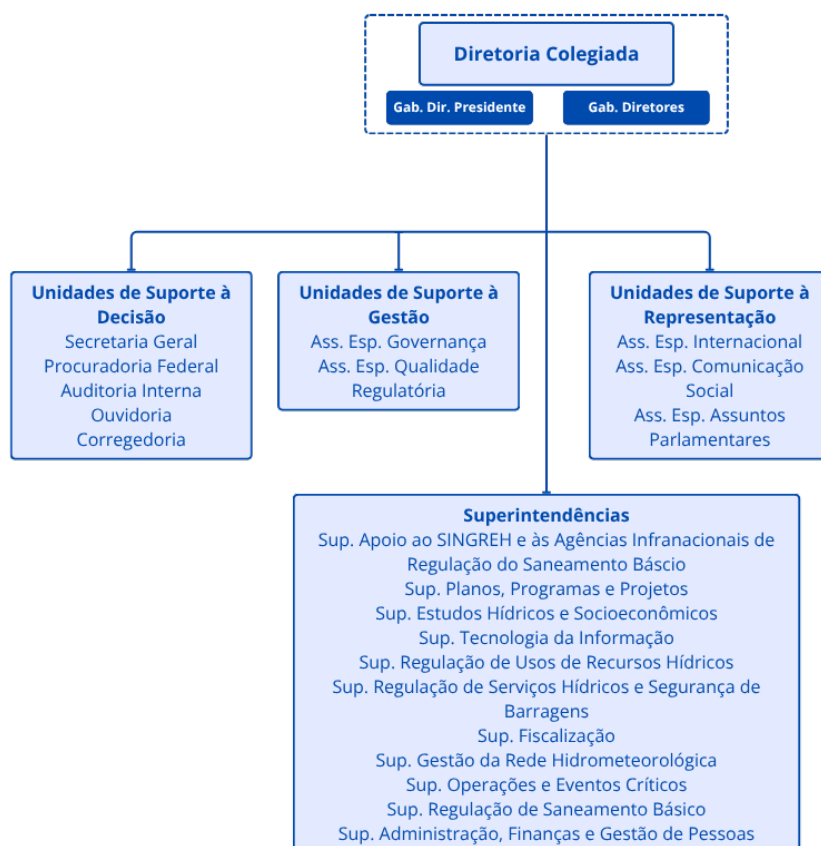 Diretoria Colegiada
Gab. Dir. Presidente
Gab. Diretores
Unidades de Suporte à
Decisão
Secretaria Geral
Procuradoria Federal
Auditoria Interna
Ouvidoria
Corregedoria
Unidades de Suporte à
Gestão
Ass. Esp. Governança
Ass. Esp. Qualidade
Regulatória
Unidades de Suporte à
Representação
Ass. Esp. Internacional
Ass. Esp. Comunicação
Social
Ass. Esp. Assuntos
Parlamentares
Superintendências
Sup. Apoio ao SINGREH e às Agências Infranacionais de
Regulação do Saneamento Báscio
Sup. Planos, Programas e Projetos
Sup. Estudos Hídricos e Socioeconômicos
Sup. Tecnologia da Informação
Sup. Regulação de Usos de Recursos Hídricos
Sup. Regulação de Serviços Hídricos e Segurança de
Barragens
Sup. Fiscalização
Sup. Gestão da Rede Hidrometeorológica
Sup. Operações e Eventos Críticos
Sup. Regulação de Saneamento Básico
Sup. Administração, Finanças e Gestão de Pessoas